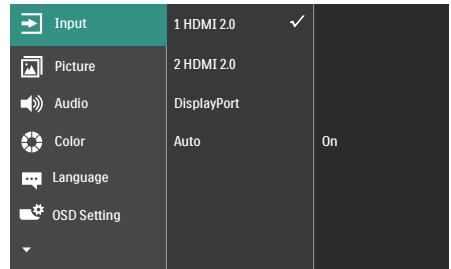 Input
Picture
Audio
Color
Language
OSD Setting
1 HDMI 2.0
2 HDMI 2.0
DisplayPort
Auto
On